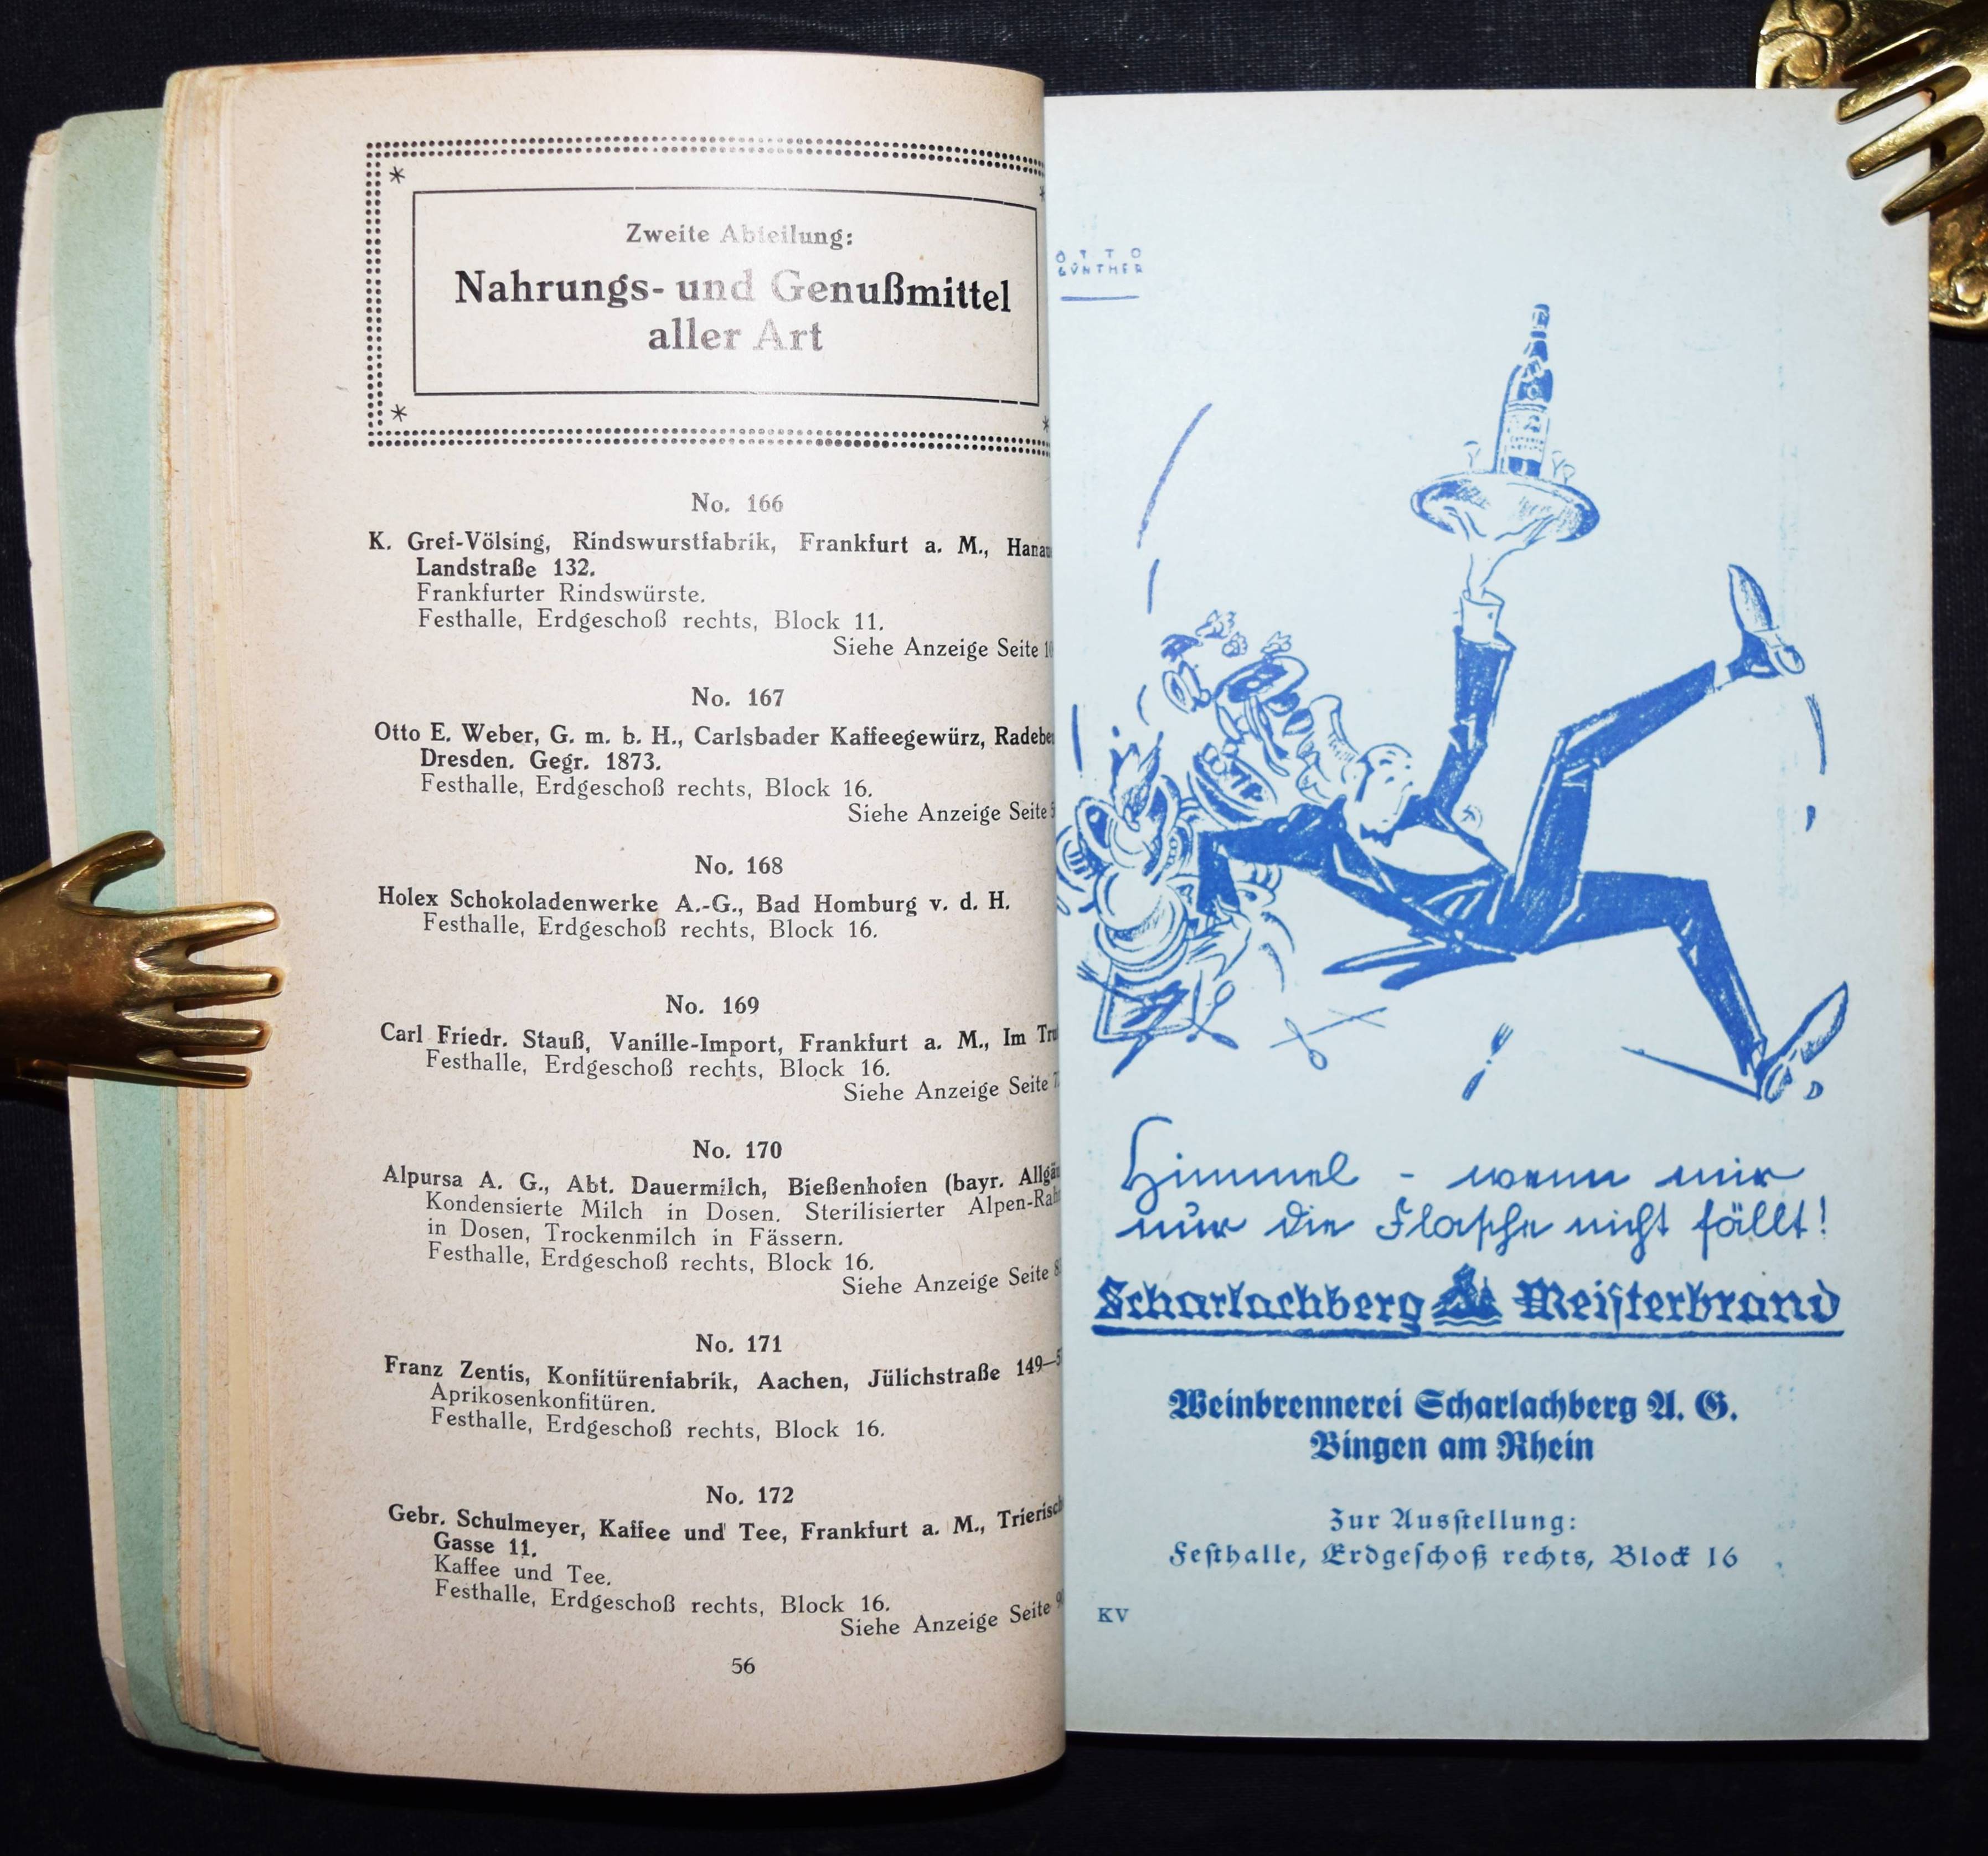 Zweite Abteilung:
Nahrungs- und Genußmittel
aller Art
No. 166
K. Gref-Völsing, Rindswurstfabrik, Frankfurt a. M., Hanau
Landstraße 132.
Frankfurter Rindswürste.
Festhalle, Erdgeschoß rechts, Block 11.
Siehe Anzeige Seite
No. 167
Otto E. Weber, G. m. b. H., Carlsbader Kaffeegewürz, Radebe
Dresden. Gegr. 1873.
Festhalle, Erdgeschoß rechts, Block 16.
Siehe Anzeige Seite
No. 168
Holex Schokoladenwerke A.-G., Bad Homburg v. d. H.
Festhalle, Erdgeschoß rechts, Block 16.
No. 169
Carl Friedr. Stauß, Vanille-Import, Frankfurt a. M., Im Tru
Festhalle, Erdgeschoß rechts, Block 16.
Siehe Anzeige Seite
No. 170
Alpursa A. G., Abt. Dauermilch, Bießenhofen (bayr. Allgäu
Kondensierte Milch in Dosen. Sterilisierter Alpen-Rah
in Dosen, Trockenmilch in Fässern.
Festhalle, Erdgeschoß rechts, Block 16.
Siehe Anzeige Seite
No. 171
Franz Zentis, Konfitürenfabrik, Aachen, Jülichstraße 149—5
Aprikosenkonfitüren.
Festhalle, Erdgeschoß rechts, Block 16.
No. 172
Gebr. Schulmeyer, Kaffee und Tee, Frankfurt a. M., Trierisch
Gasse 11.
Kaffee und Tee.
Festhalle, Erdgeschoß rechts, Block 16.
Siehe Anzeige Seite
56
OTTO
GÜNTHER
Himmel - wenn mir
nur die Flasche nicht fällt!
Scharlachberg Meisterbrand
Weinbrennerei Scharlachberg A. G.
Bingen am Rhein
Zur Ausstellung:
Festhalle, Erdgeschoß rechts, Block 16
KV